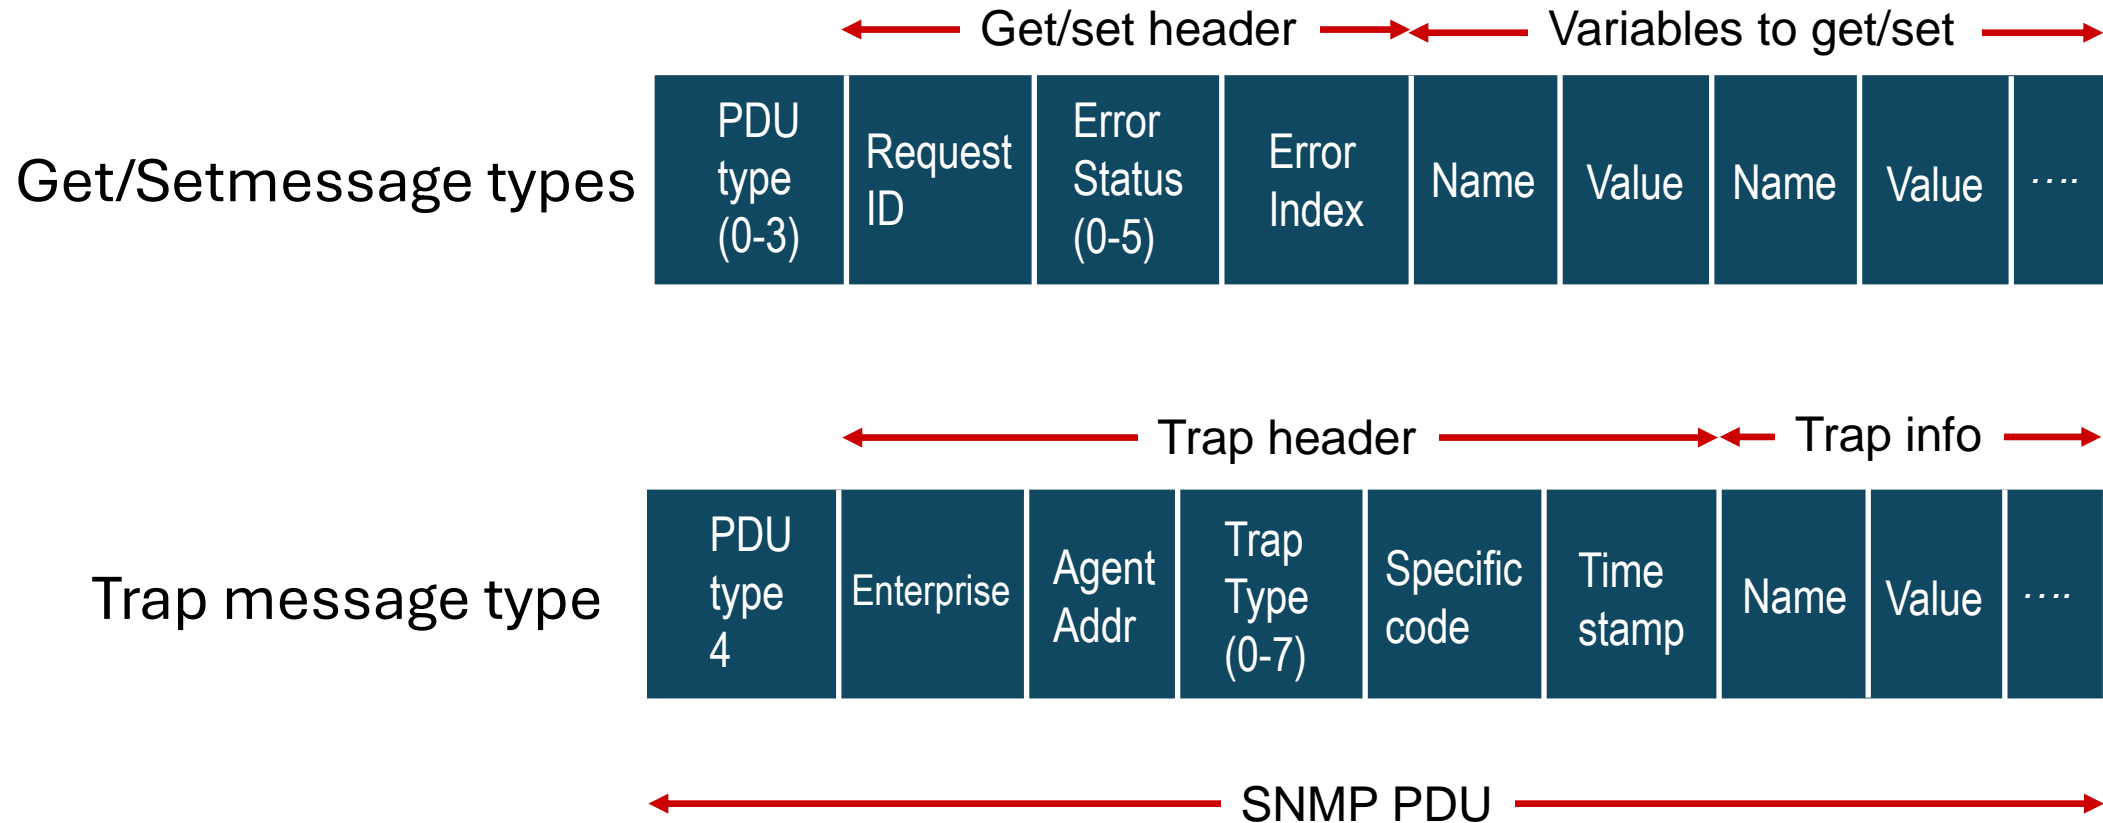 Get/set header
Variables to get/set
Get/Setmessage types
PDU
type
(0-3)
Request
ID
Error
Status
(0-5)
Error
Index
Name
Value
Name
Value
....
Trap header
Trap info
Trap message type
PDU
type
4
Enterprise
Agent
Addr
Trap
Type
(0-7)
Specific
code
Time
stamp
Name
Value
....
SNMP PDU